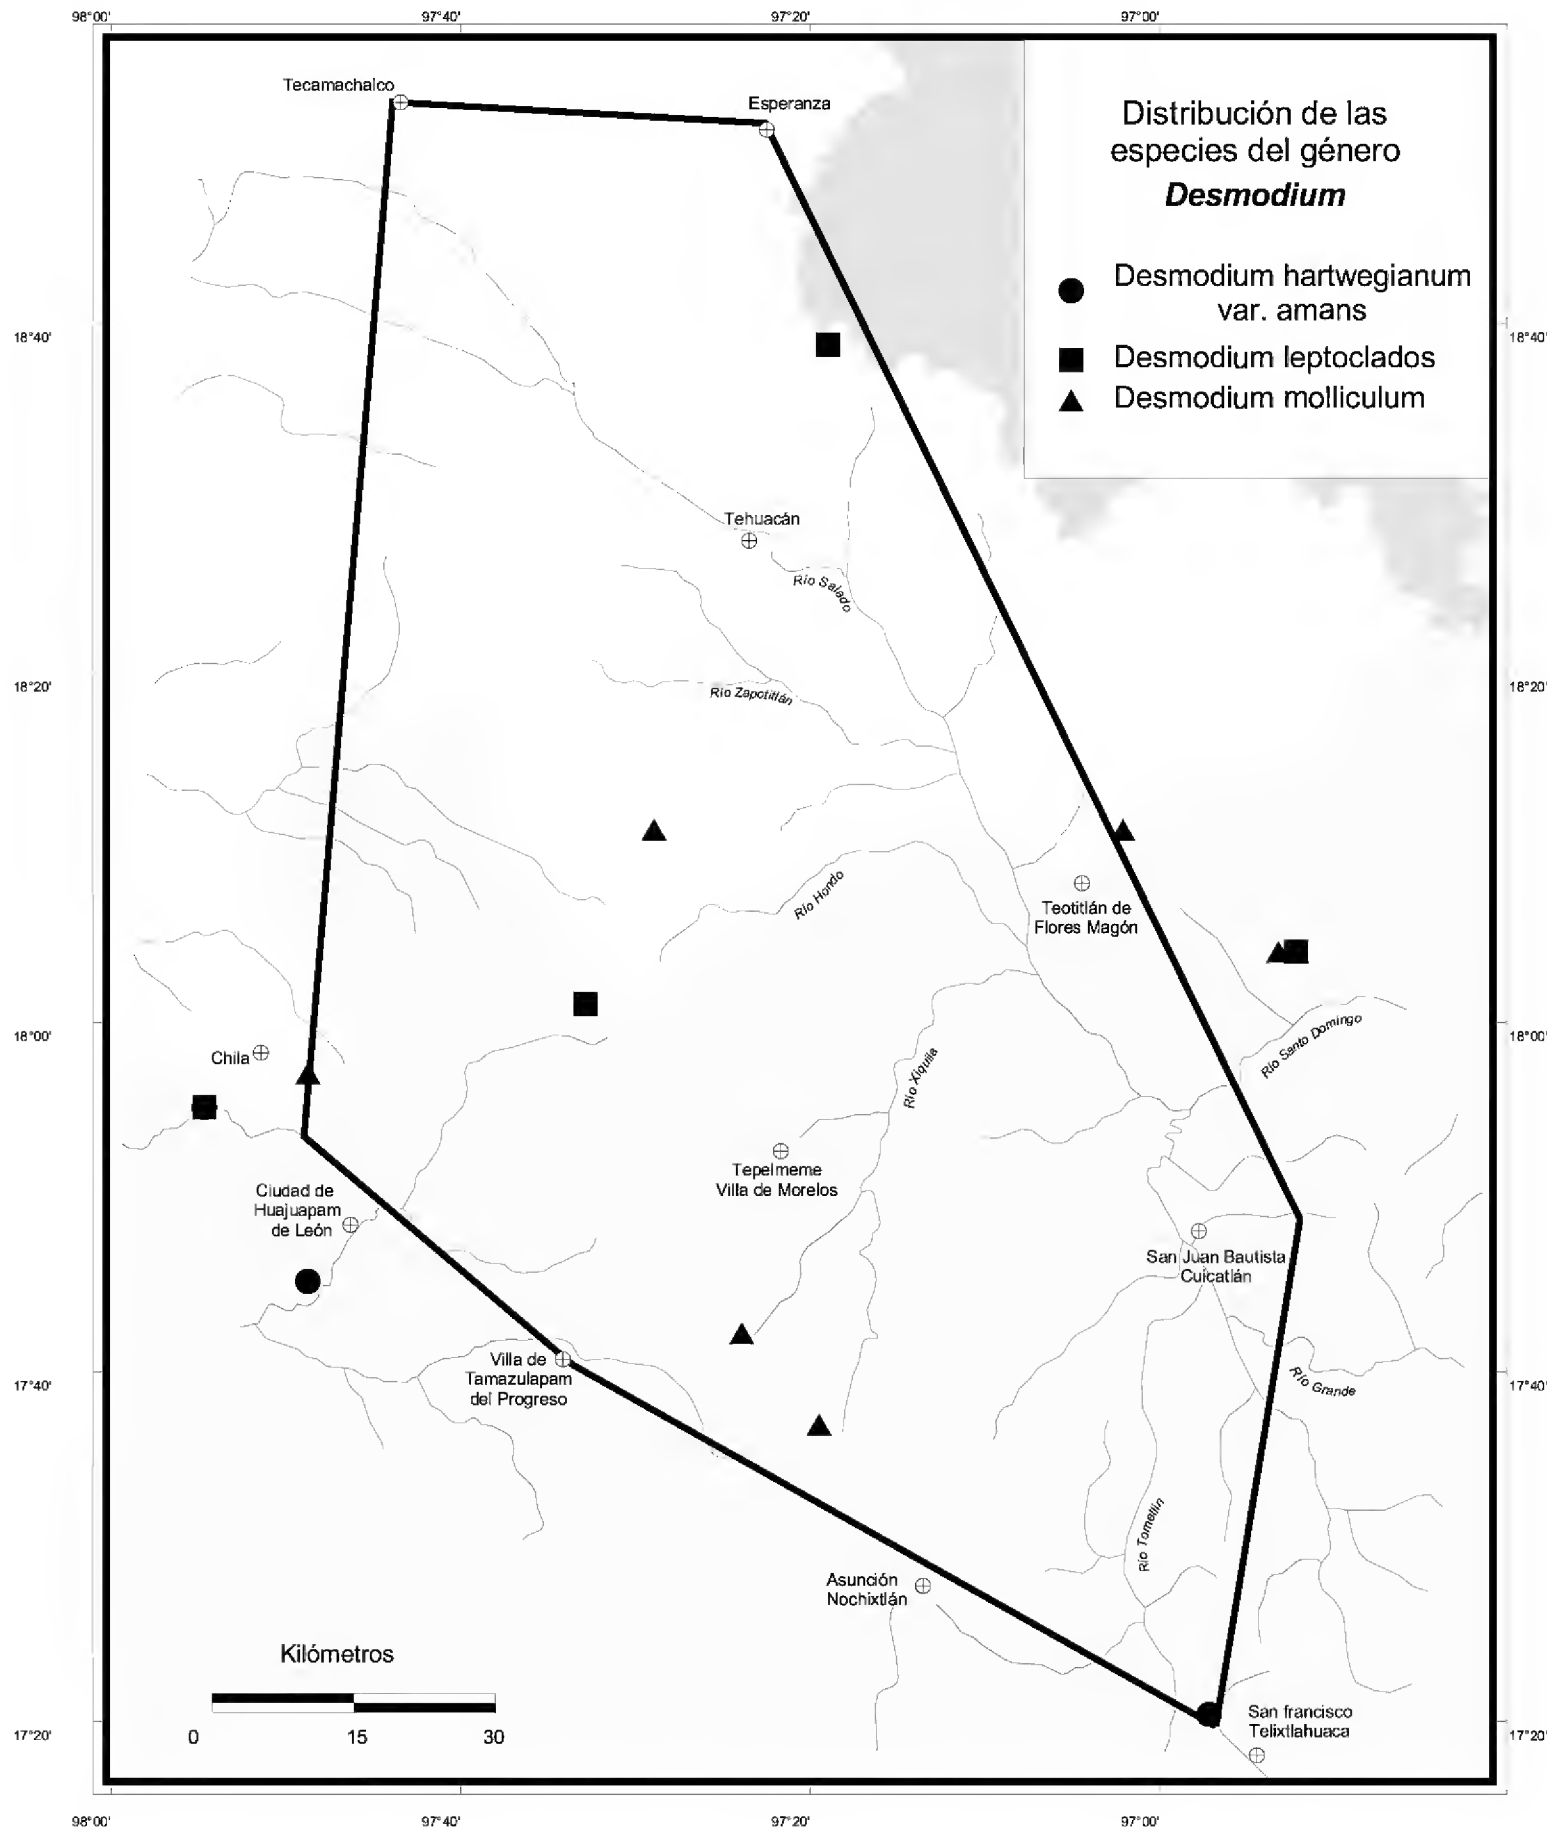 98°00'
97°40'
97°20'
97°00'
Tecamachalco
Esperanza
Distribución de las
especies del género
Desmodium
Desmodium hartwegianum
var. amans
Desmodium leptoclados
Desmodium molliculum
18°40'
18°40'
Tehuacán
Río Salado
18°20'
18°20'
Río Zapotitlán
Río Hondo
Teotitlán de
Flores Magón
18°00'
18°00'
Chila
Río Xiquila
Río Santo Domingo
Tepelmeme
Villa de Morelos
Ciudad de
Huajuapam
de León
San Juan Bautista
Cuicatlán
Villa de
Tamazulapam
del Progreso
17°40'
17°40'
Río Grande
Río Tomellín
Asunción
Nochixtlán
Kilómetros
0 15 30
San francisco
Telixtlahuaca
17°20'
17°20'
98°00'
97°40'
97°20'
97°00'